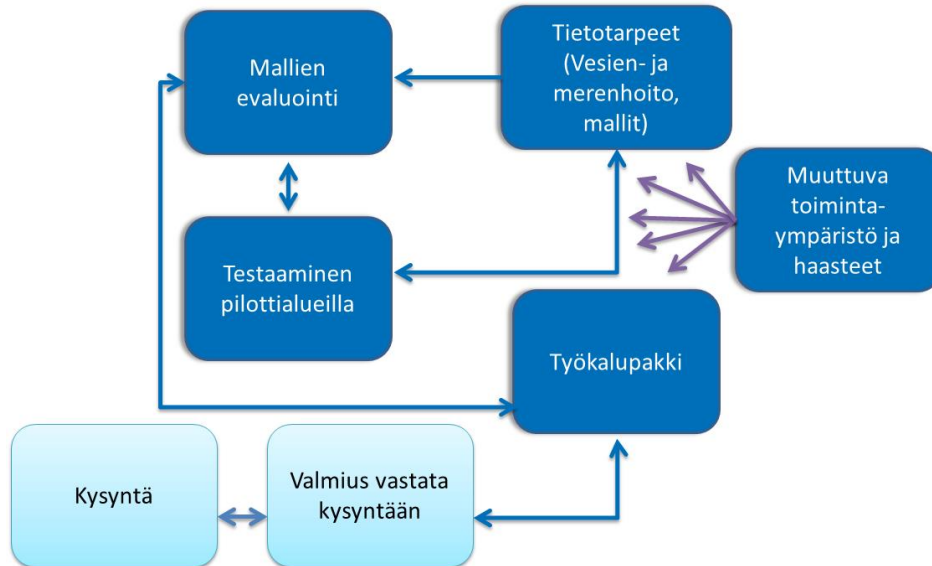 Mallien
evaluointi
Tietotarpeet
(Vesien- ja
merenhoito,
mallit)
Muuttuva
toiminta-
ympäristö ja
haasteet
Testaaminen
pilottialueilla
Työkalupakki
Kysyntä
Valmius vastata
kysyntään